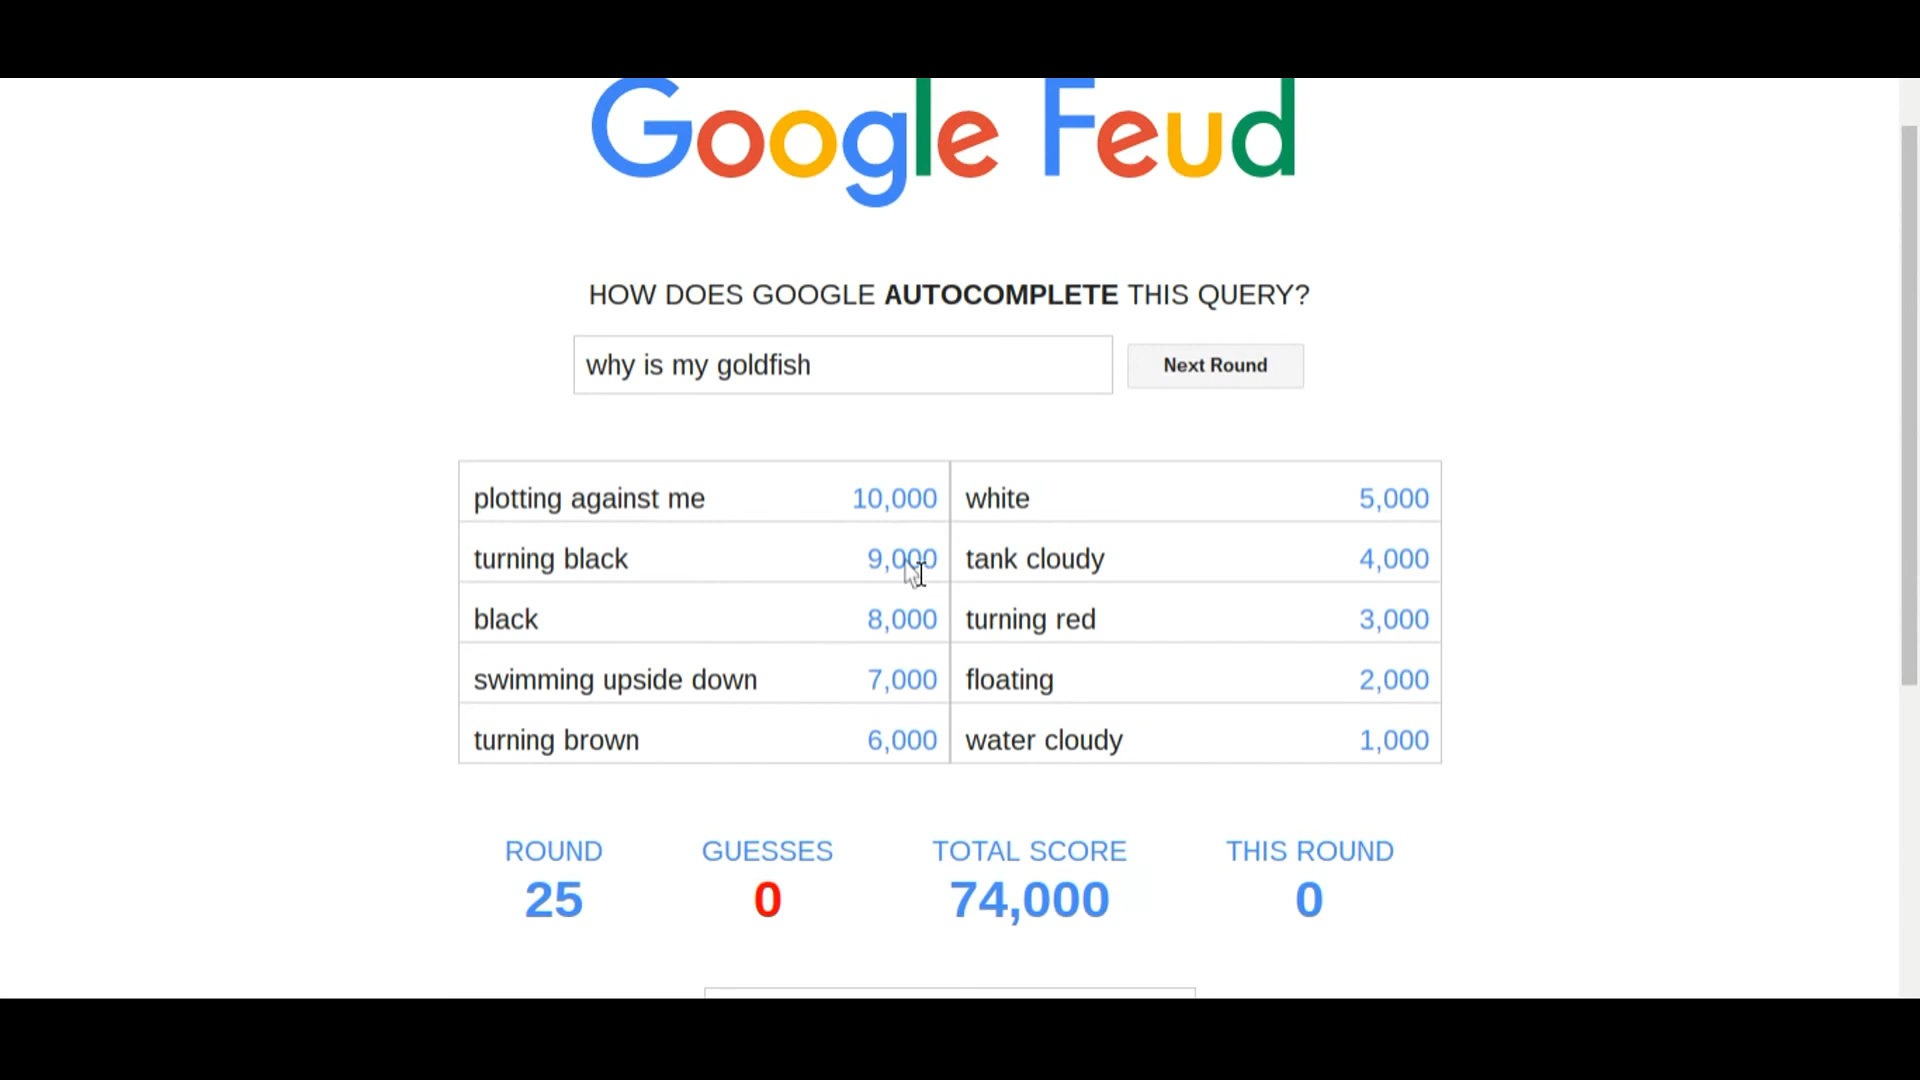 Google Feud
HOW DOES GOOGLE AUTOCOMPLETE THIS QUERY?
why is my goldfish
Next Round
plotting against me 10,000
white 5,000
turning black 9,000
tank cloudy 4,000
black 8,000
turning red 3,000
swimming upside down 7,000
floating 2,000
turning brown 6,000
water cloudy 1,000
ROUND GUESSES TOTAL SCORE THIS ROUND
25 0 74,000 0